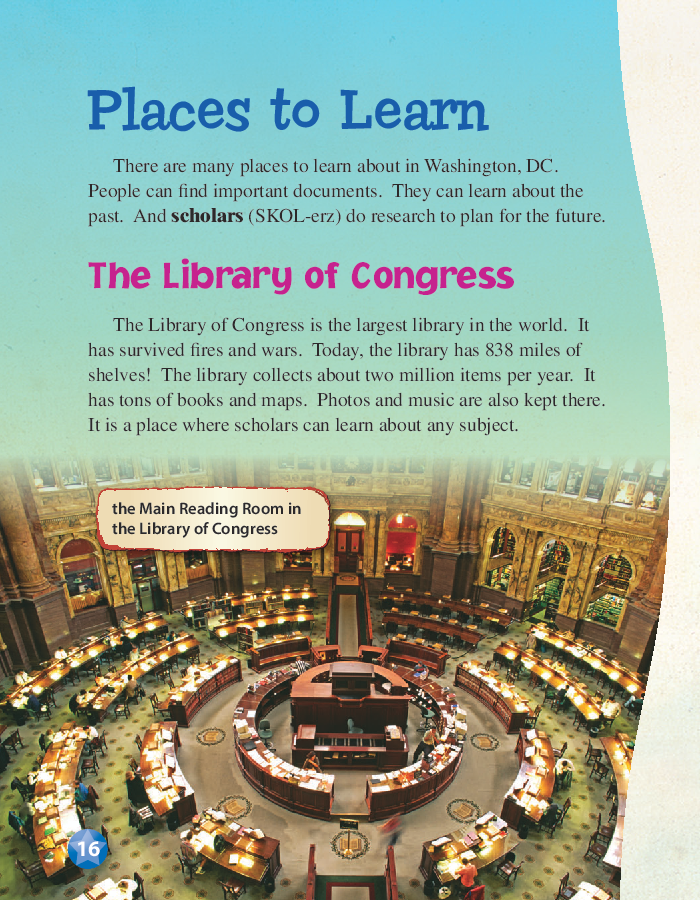 Places to Learn
There are many places to learn about in Washington, DC.
People can find important documents. They can learn about the
past. And scholars (SKOL-erz) do research to plan for the future.
The Library of Congress
The Library of Congress is the largest library in the world. It
has survived fires and wars. Today, the library has 838 miles of
shelves! The library collects about two million items per year. It
has tons of books and maps. Photos and music are also kept there.
It is a place where scholars can learn about any subject.
the Main Reading Room in
the Library of Congress
16